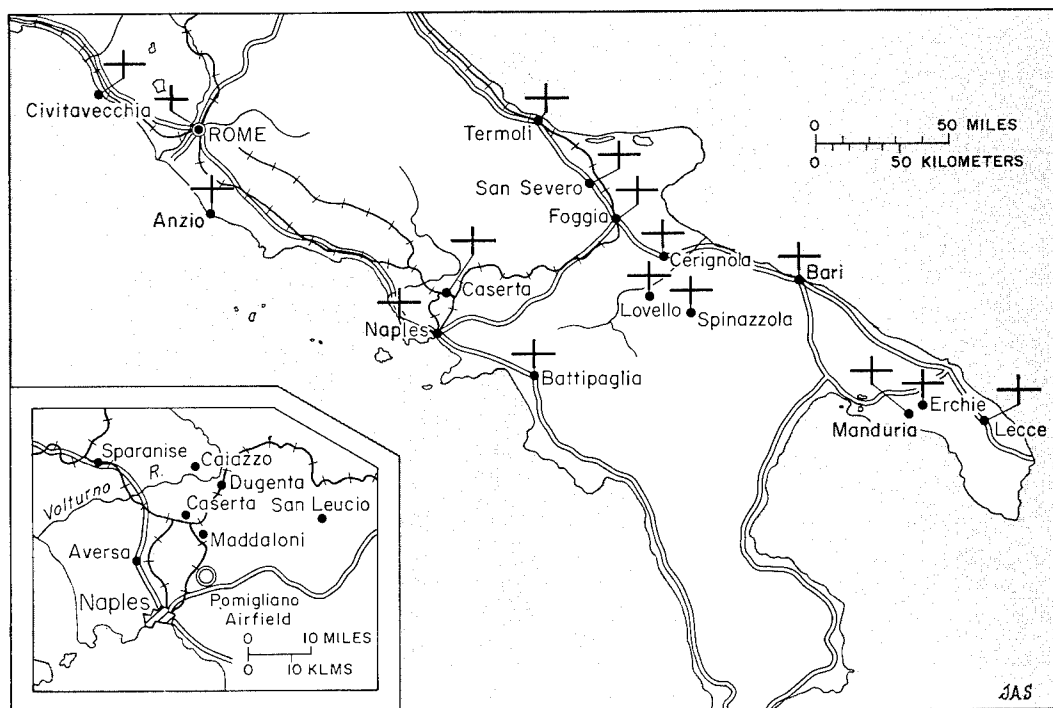 Civitavecchia
ROME
Anzio
Termoli
San Severo
Foggia
Cerignola
Lovello
Spinazzola
Bari
Caserta
Naples
Battipaglia
Manduria
Erchie
Lecce
0 50 MILES
0 50 KILOMETERS
Sparanise
Caiazzo
Volturno R.
Dugenta
Caserta
San Leucio
Maddaloni
Aversa
Naples
Pomigliano
Airfield
0 10 MILES
0 10 KLMS
JAS